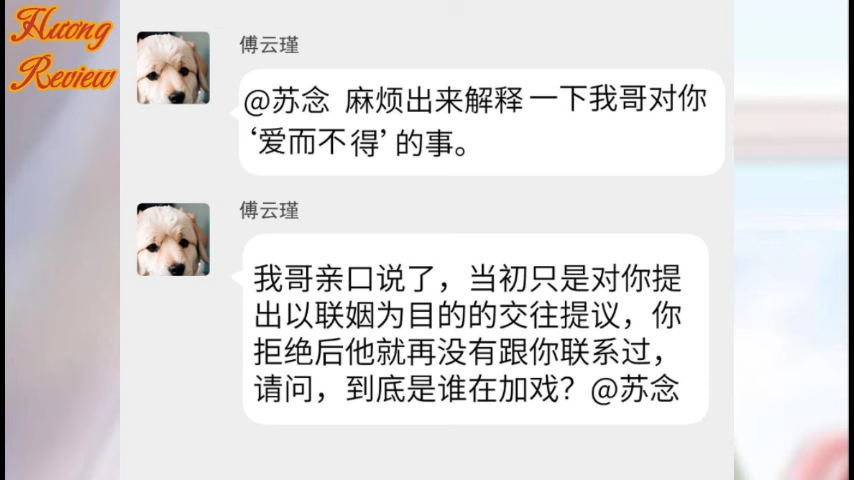 Hương
Review
傅云瑾
@苏念 麻烦出来解释一下我哥对你
‘爱而不得’的事。
傅云瑾
我哥亲口说了，当初只是对你提
出以联姻为目的的交往提议，你
拒绝后他就再没有跟你联系过，
请问，到底是谁在加戏？@苏念